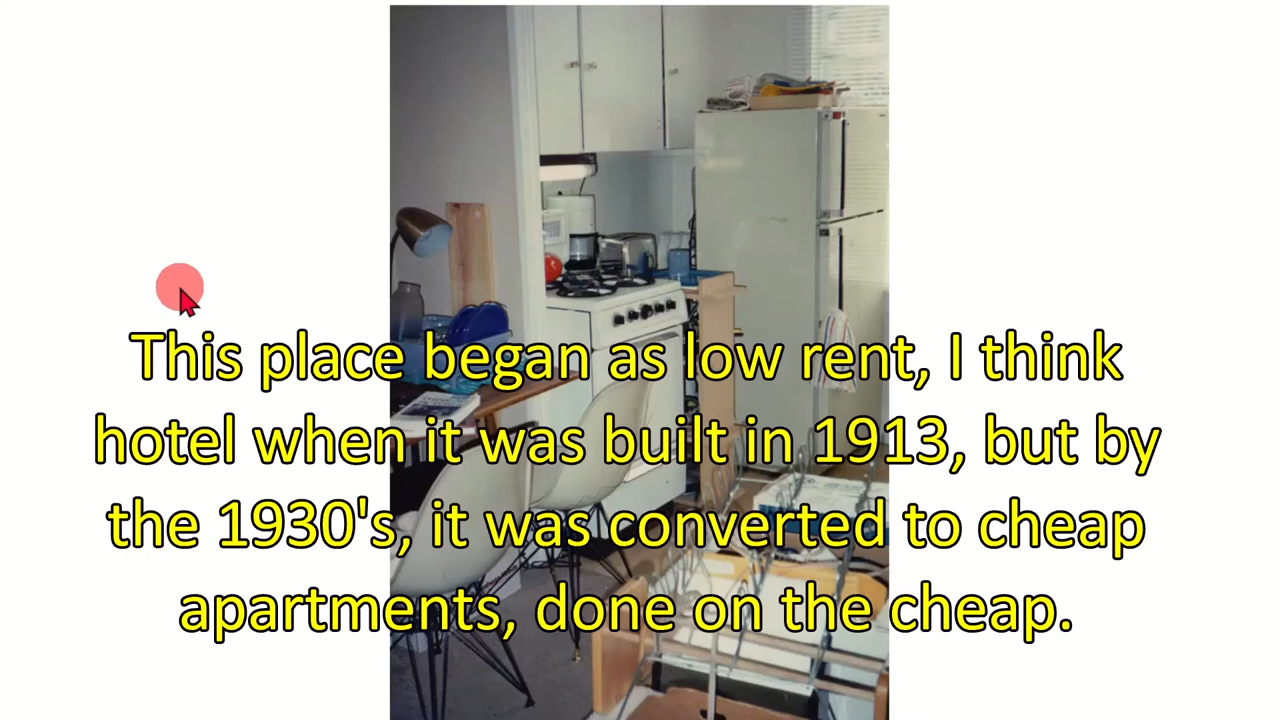 This place began as low rent, I think
hotel when it was built in 1913, but by
the 1930's, it was converted to cheap
apartments, done on the cheap.